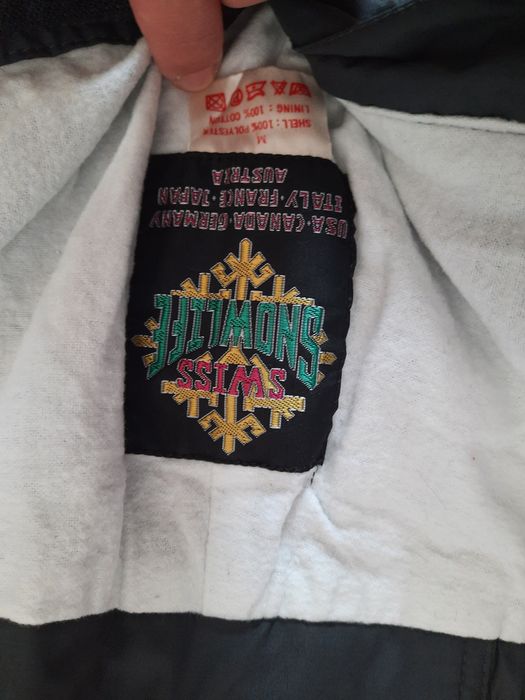 SWISS
SNOWLIFE
USA·CANADA·GERMANY
ITALY·FRANCE·JAPAN
AUSTRIA
M
SHELL : 100% POLYESTER
LINING : 100% COTTON